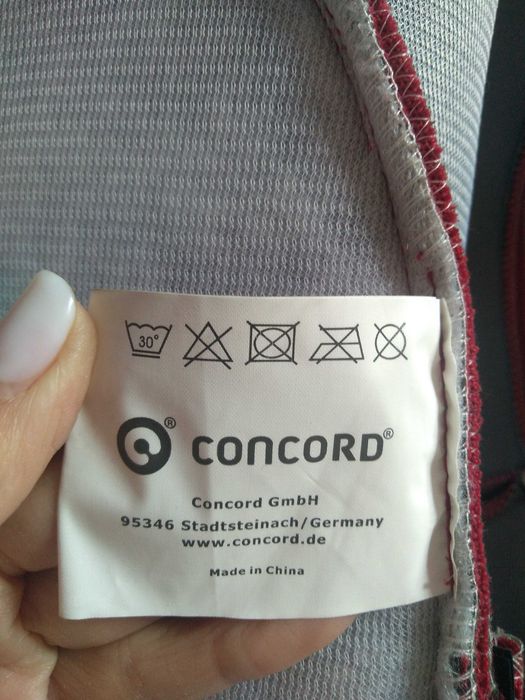 30°
® CONCORD®
Concord GmbH
95346 Stadtsteinach/Germany
www.concord.de
Made in China